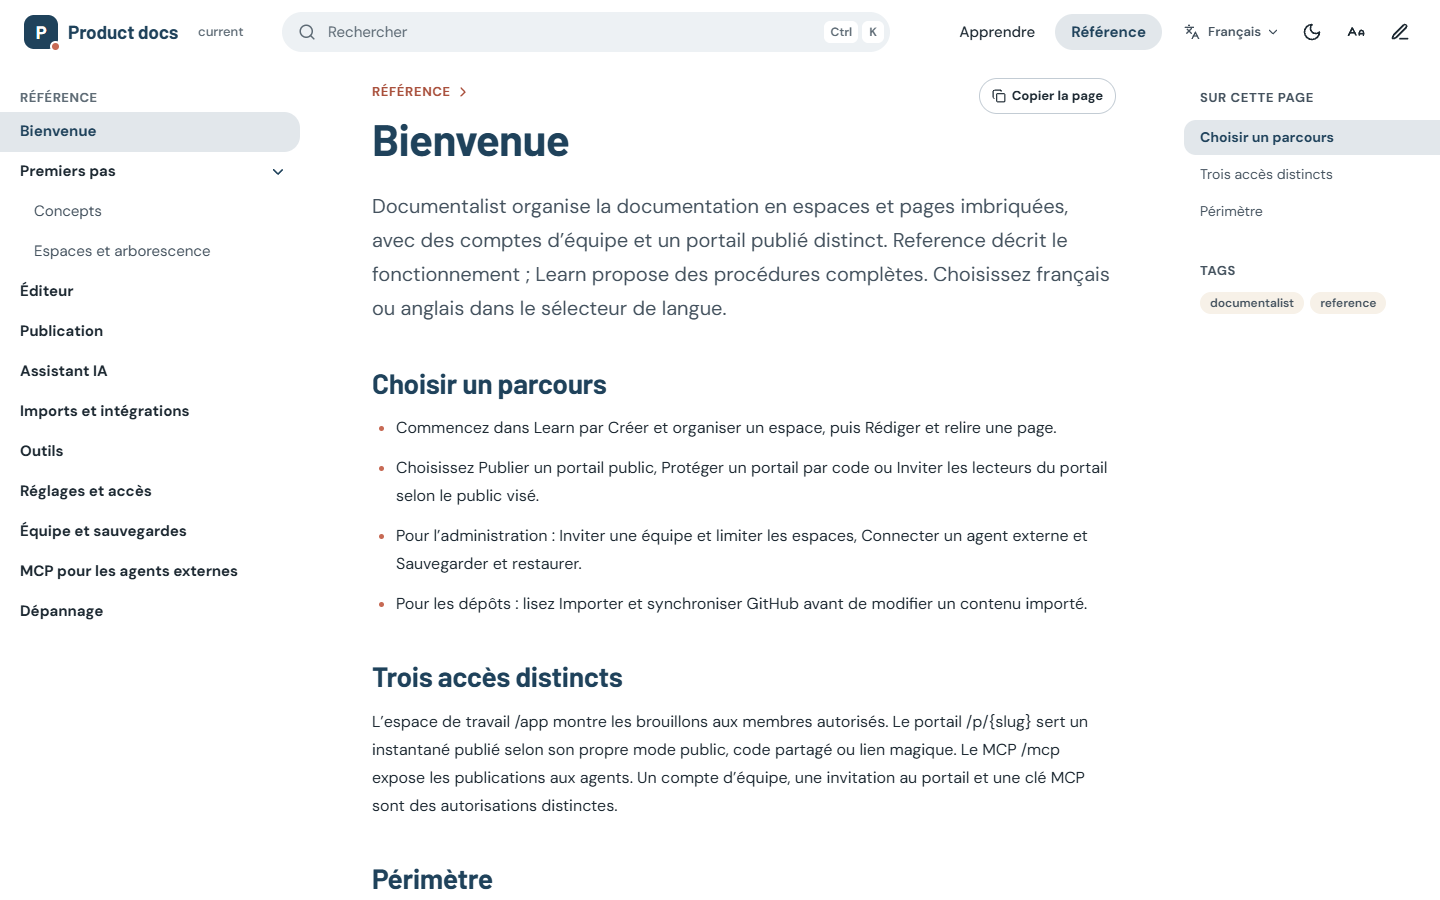 P
Product docs
current
Rechercher
Ctrl
K
Apprendre
Référence
Français
Aa
RÉFÉRENCE
Bienvenue
Premiers pas
Concepts
Espaces et arborescence
Éditeur
Publication
Assistant IA
Imports et intégrations
Outils
Réglages et accès
Équipe et sauvegardes
MCP pour les agents externes
Dépannage
RÉFÉRENCE
Copier la page
Bienvenue
Documentalist organise la documentation en espaces et pages imbriquées,
avec des comptes d’équipe et un portail publié distinct. Reference décrit le
fonctionnement ; Learn propose des procédures complètes. Choisissez français
ou anglais dans le sélecteur de langue.
Choisir un parcours
Commencez dans Learn par Créer et organiser un espace, puis Rédiger et relire une page.
Choisissez Publier un portail public, Protéger un portail par code ou Inviter les lecteurs du portail
selon le public visé.
Pour l’administration : Inviter une équipe et limiter les espaces, Connecter un agent externe et
Sauvegarder et restaurer.
Pour les dépôts : lisez Importer et synchroniser GitHub avant de modifier un contenu importé.
Trois accès distincts
L’espace de travail /app montre les brouillons aux membres autorisés. Le portail /p/{slug} sert un
instantané publié selon son propre mode public, code partagé ou lien magique. Le MCP /mcp
expose les publications aux agents. Un compte d’équipe, une invitation au portail et une clé MCP
sont des autorisations distinctes.
Périmètre
SUR CETTE PAGE
Choisir un parcours
Trois accès distincts
Périmètre
TAGS
documentalist
reference